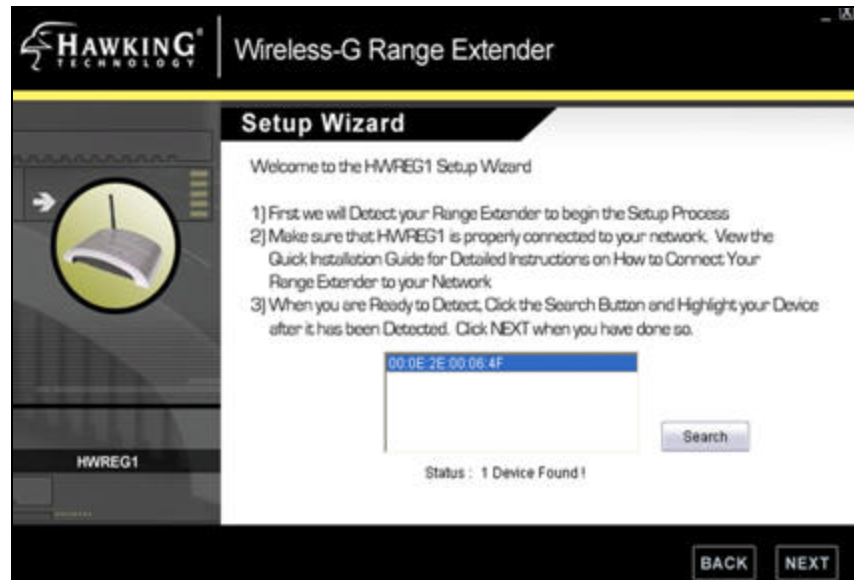 HAWKING®
TECHNOLOGY
Wireless-G Range Extender
Setup Wizard
Welcome to the HWREG1 Setup Wizard
1) First we will Detect your Range Extender to begin the Setup Process
2) Make sure that HWREG1 is properly connected to your network. View the
Quick Installation Guide for Detailed Instructions on How to Connect Your
Range Extender to your Network
3) When you are Ready to Detect, Click the Search Button and Highlight your Device
after it has been Detected. Click NEXT when you have done so.
00:0E:2E:00:06:4F
Search
Status : 1 Device Found !
HWREG1
BACK
NEXT